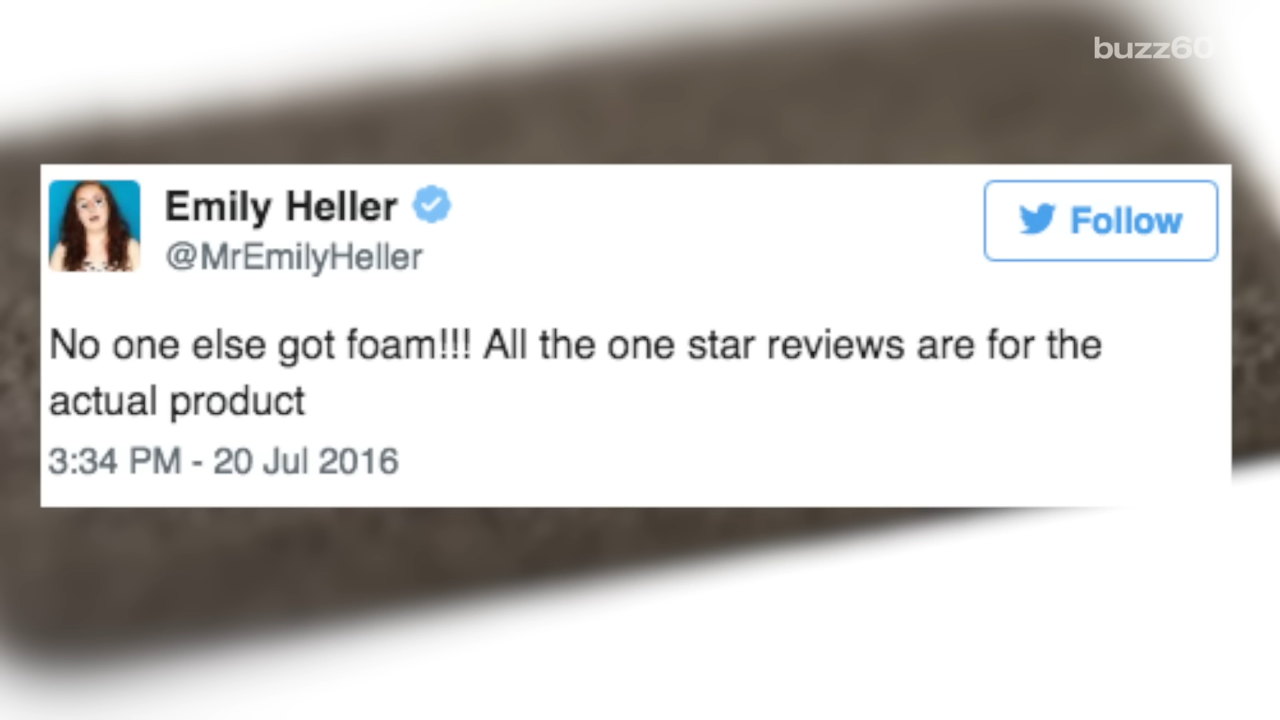 buzz60
Emily Heller
@MrEmilyHeller
Follow
No one else got foam!!! All the one star reviews are for the
actual product
3:34 PM - 20 Jul 2016